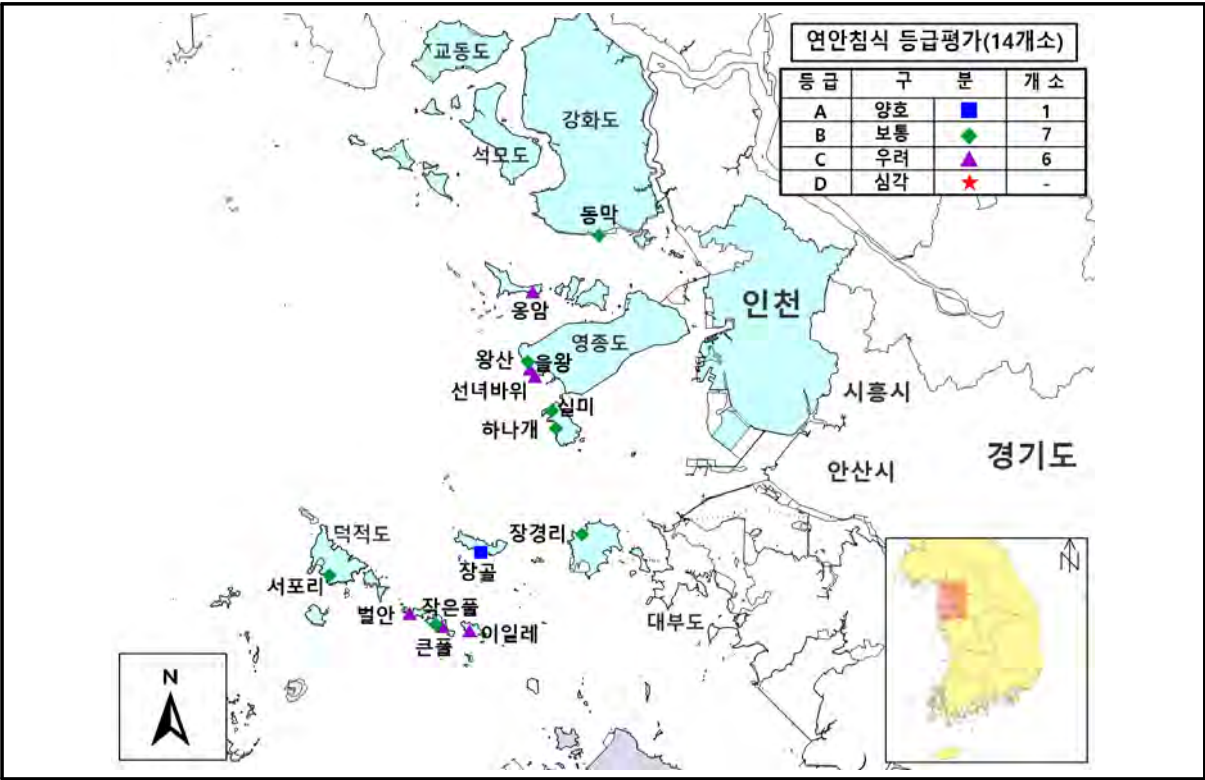 연안침식 등급평가(14개소)
등급 구 분 개소
A 양호 1
B 보통 7
C 우려 6
D 심각 -
교동도
강화도
석모도
동막
인천
옹암
영종도
왕산
을왕
선녀바위
실미
하나개
시흥시
경기도
안산시
장경리
덕적도
장골
서포리
B
작은풀
벌안
대부도
이일레
큰풀
N
N